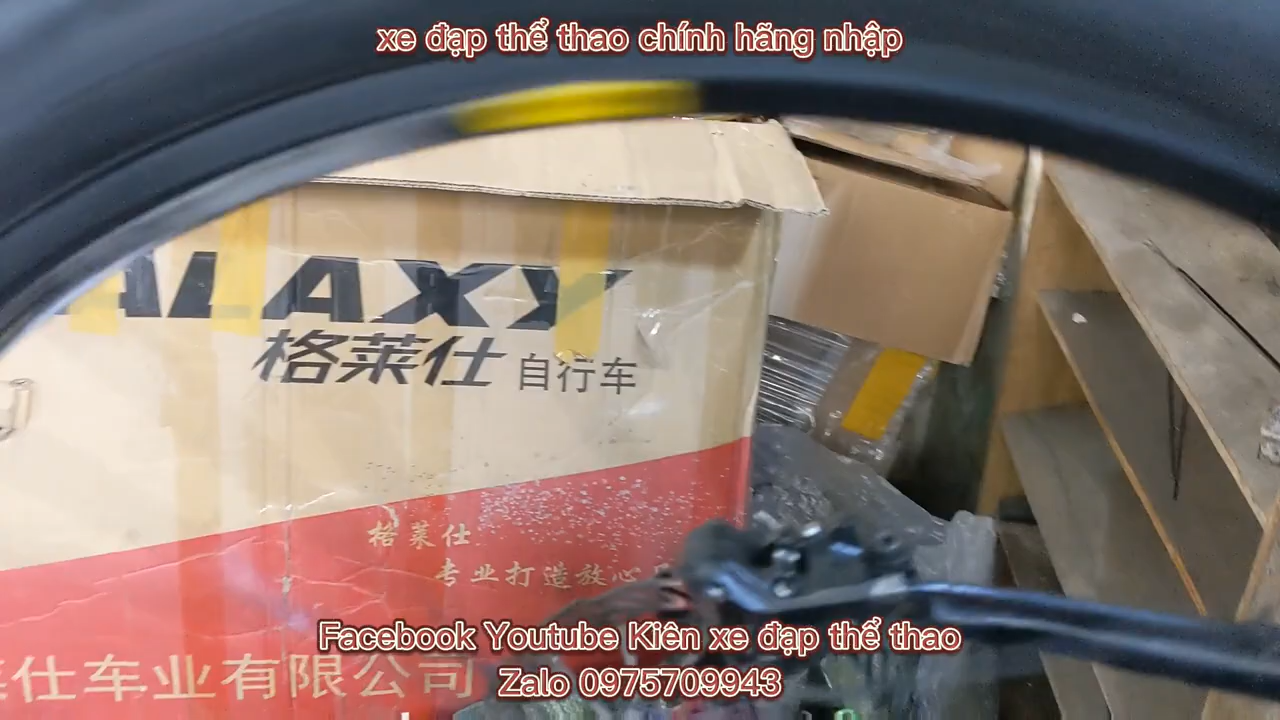 xe đạp thể thao chính hãng nhập
ALAXY
格莱仕 自行车
格莱仕
专业打造放心
莱仕车业有限公司
Facebook Youtube Kiên xe đạp thể thao
Zalo 0975709943